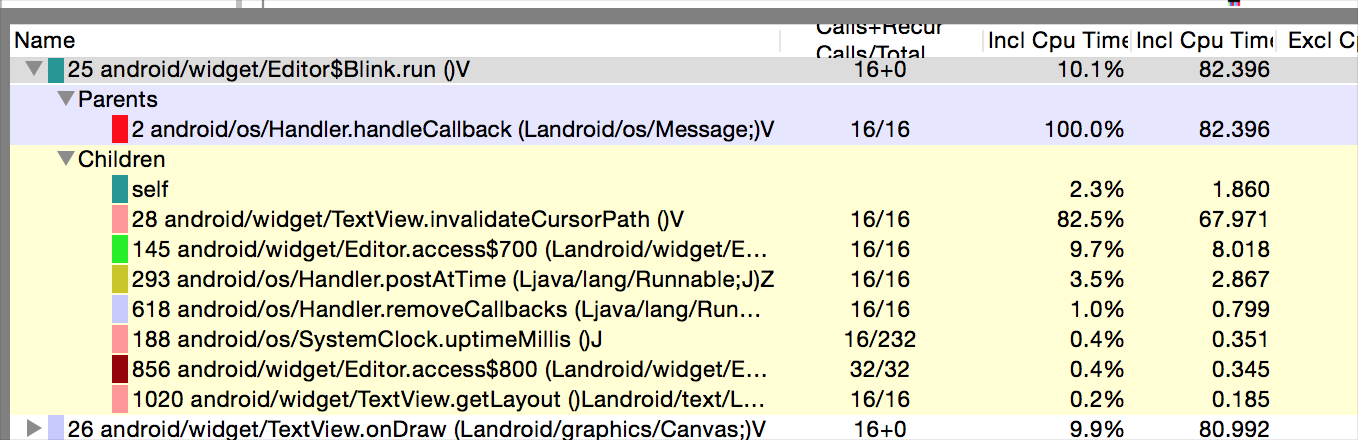 Name Calls+Recur Calls/Total Incl Cpu Time Incl Cpu Time Excl C
25 android/widget/Editor$Blink.run ()V 16+0 10.1% 82.396
Parents
2 android/os/Handler.handleCallback (Landroid/os/Message;)V 16/16 100.0% 82.396
Children
self 2.3% 1.860
28 android/widget/TextView.invalidateCursorPath ()V 16/16 82.5% 67.971
145 android/widget/Editor.access$700 (Landroid/widget/E... 16/16 9.7% 8.018
293 android/os/Handler.postAtTime (Ljava/lang/Runnable;J)Z 16/16 3.5% 2.867
618 android/os/Handler.removeCallbacks (Ljava/lang/Run... 16/16 1.0% 0.799
188 android/os/SystemClock.uptimeMillis ()J 16/232 0.4% 0.351
856 android/widget/Editor.access$800 (Landroid/widget/E... 32/32 0.4% 0.345
1020 android/widget/TextView.getLayout ()Landroid/text/L... 16/16 0.2% 0.185
26 android/widget/TextView.onDraw (Landroid/graphics/Canvas;)V 16+0 9.9% 80.992